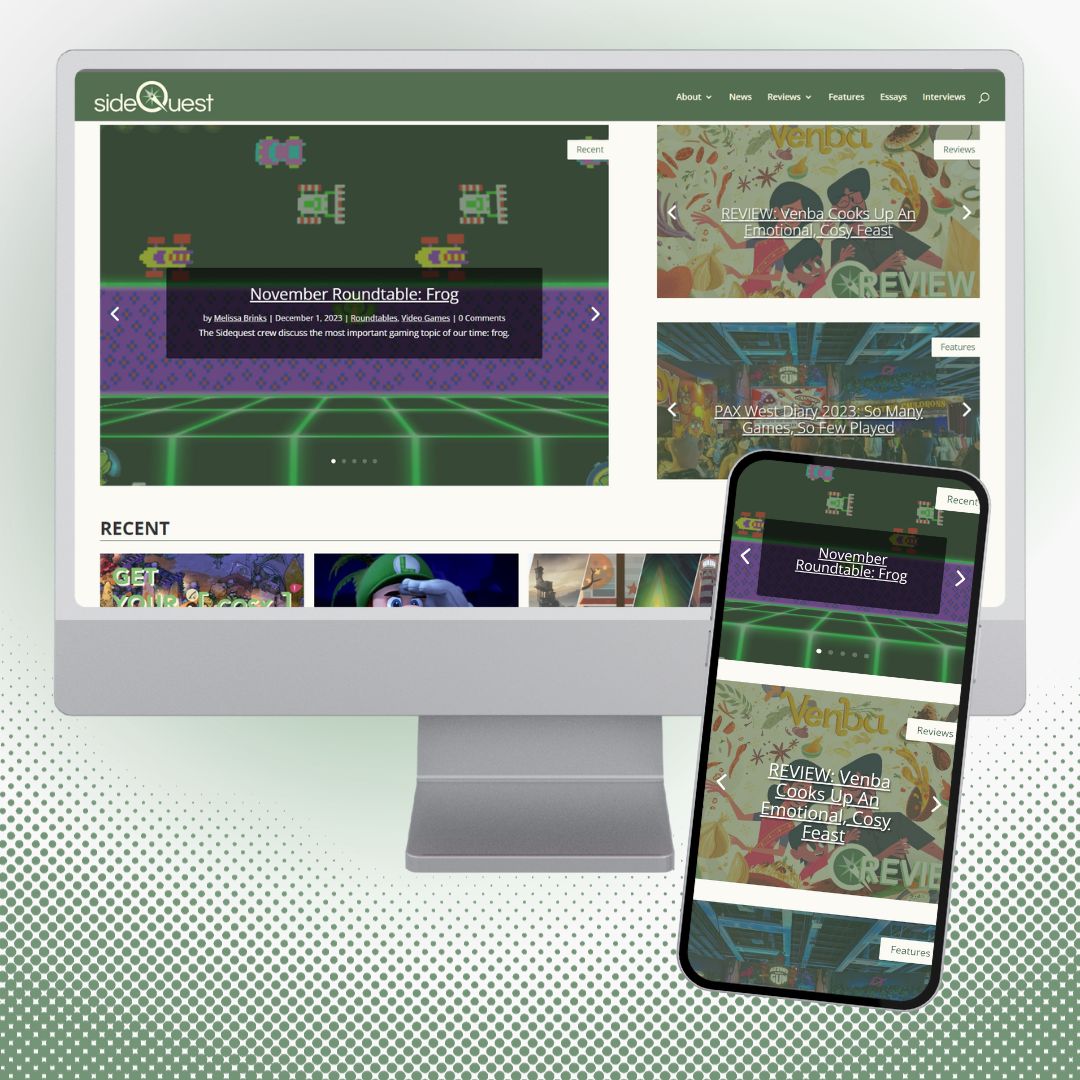 sideQuest
About
News
Reviews
Features
Essays
Interviews
Recent
November Roundtable: Frog
by Melissa Brinks | December 1, 2023 | Roundtables, Video Games | 0 Comments
The Sidequest crew discuss the most important gaming topic of our time: frog.
Venba
Reviews
REVIEW: Venba Cooks Up An
Emotional, Cosy Feast
REVIEW
Features
PAX West Diary 2023: So Many
Games, So Few Played
RECENT
GET
YOUR
COSY
Recent
November
Roundtable: Frog
Venba
Reviews
REVIEW: Venba
Cooks Up An
Emotional, Cosy
Feast
REVIE
Features